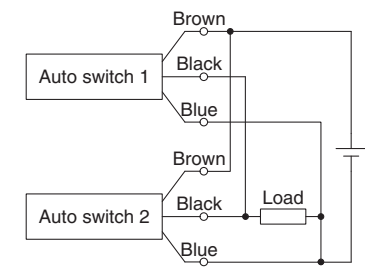 Brown
Auto switch 1
Black
Blue
Brown
Auto switch 2
Black
Load
Blue